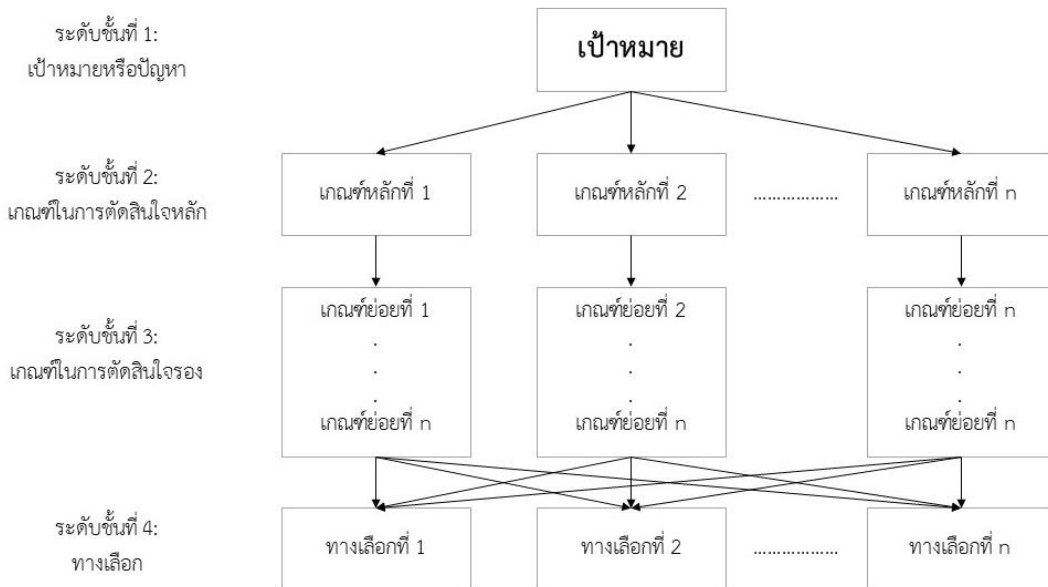 ระดับชั้นที่ 1:
เป้าหมายหรือปัญหา
เป้าหมาย
ระดับชั้นที่ 2:
เกณฑ์ในการตัดสินใจหลัก
เกณฑ์หลักที่ 1
เกณฑ์หลักที่ 2
..................
เกณฑ์หลักที่ n
ระดับชั้นที่ 3:
เกณฑ์ในการตัดสินใจรอง
เกณฑ์ย่อยที่ 1
.
.
.
เกณฑ์ย่อยที่ n
เกณฑ์ย่อยที่ 2
.
.
.
เกณฑ์ย่อยที่ n
เกณฑ์ย่อยที่ n
.
.
.
เกณฑ์ย่อยที่ n
ระดับชั้นที่ 4:
ทางเลือก
ทางเลือกที่ 1
ทางเลือกที่ 2
..................
ทางเลือกที่ n